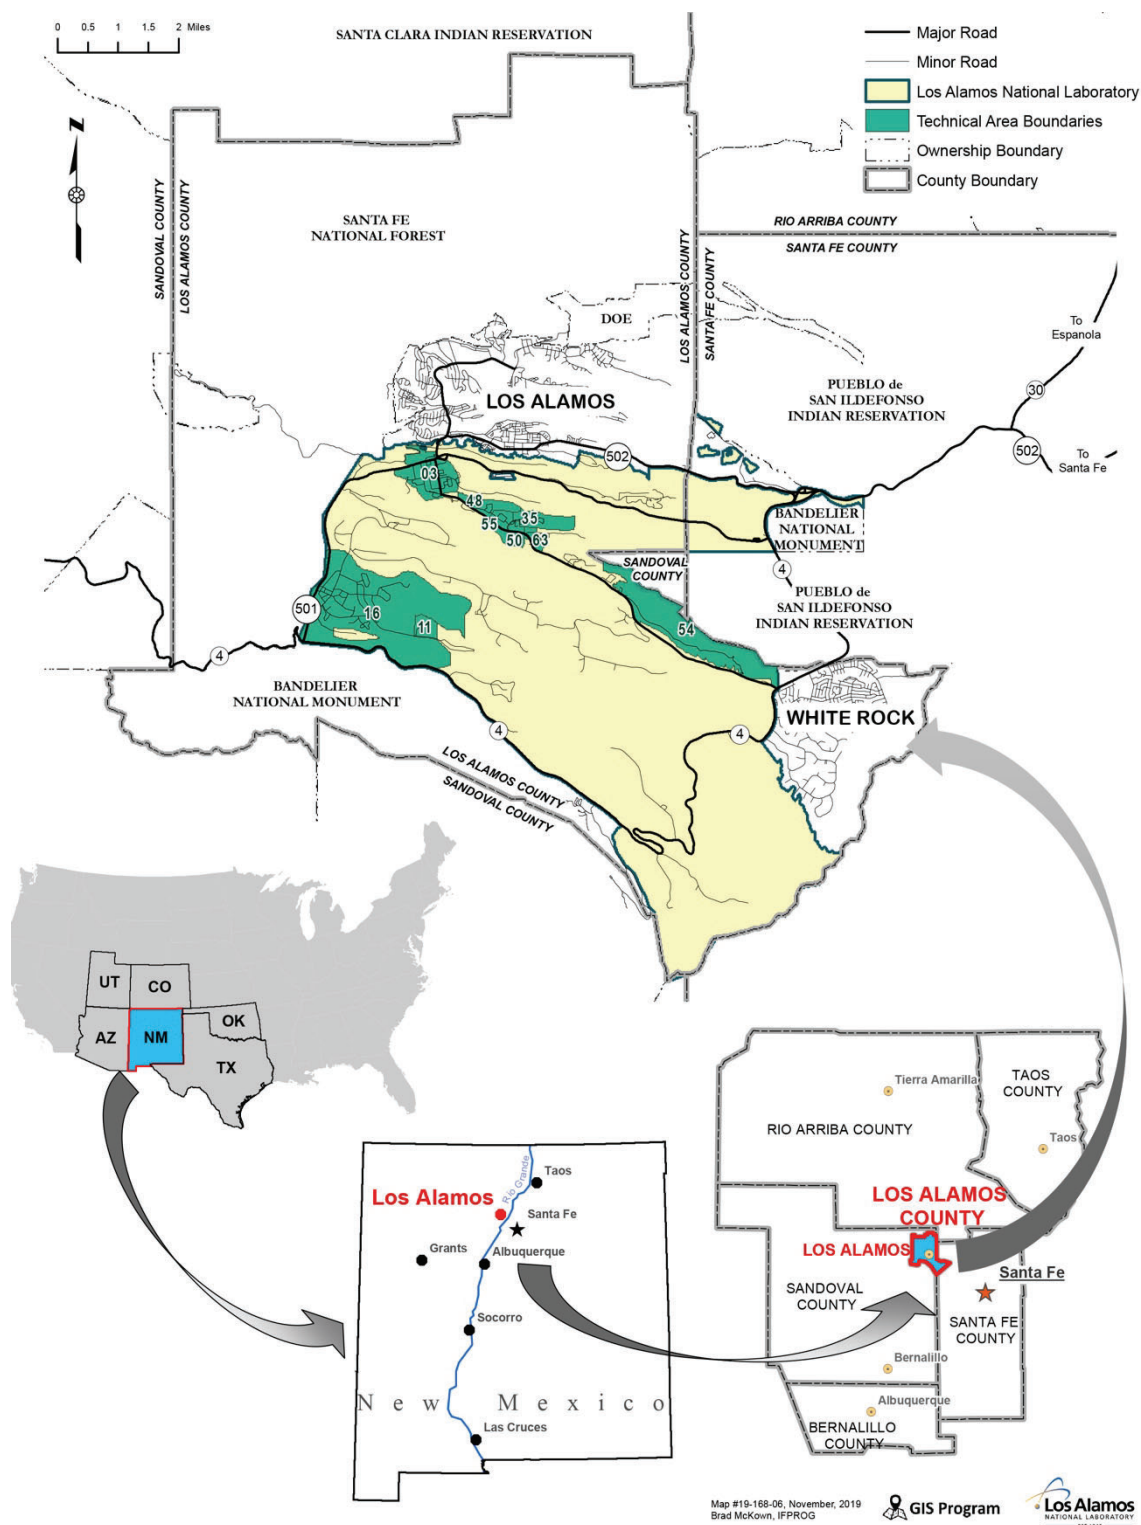 0 0.5 1 1.5 2 Miles
SANTA CLARA INDIAN RESERVATION
Major Road
Minor Road
Los Alamos National Laboratory
Technical Area Boundaries
Ownership Boundary
County Boundary
N
SANDOVAL COUNTY
LOS ALAMOS COUNTY
SANTA FE
NATIONAL FOREST
RIO ARRIBA COUNTY
SANTA FE COUNTY
LOS ALAMOS COUNTY
SANTA FE COUNTY
DOE
To
Espanola
LOS ALAMOS
PUEBLO de
SAN ILDEFONSO
INDIAN RESERVATION
30
502
502
To
Santa Fe
03
48
55
35
50
63
BANDELIER
NATIONAL
MONUMENT
SANDOVAL
COUNTY
4
PUEBLO de
SAN ILDEFONSO
INDIAN RESERVATION
501
16
11
54
4
BANDELIER
NATIONAL MONUMENT
WHITE ROCK
4
4
LOS ALAMOS COUNTY
SANDOVAL COUNTY
UT
CO
AZ
NM
OK
TX
Tierra Amarilla
TAOS
COUNTY
RIO ARRIBA COUNTY
Taos
LOS ALAMOS
COUNTY
LOS ALAMOS
Santa Fe
SANDOVAL
COUNTY
SANTA FE
COUNTY
Bernalillo
Albuquerque
BERNALILLO
COUNTY
Rio Grande
Taos
Los Alamos
Santa Fe
Grants
Albuquerque
Socorro
New Mexico
Las Cruces
Map #19-168-06, November, 2019
Brad McKown, IFPROG
GIS Program
Los Alamos
NATIONAL LABORATORY